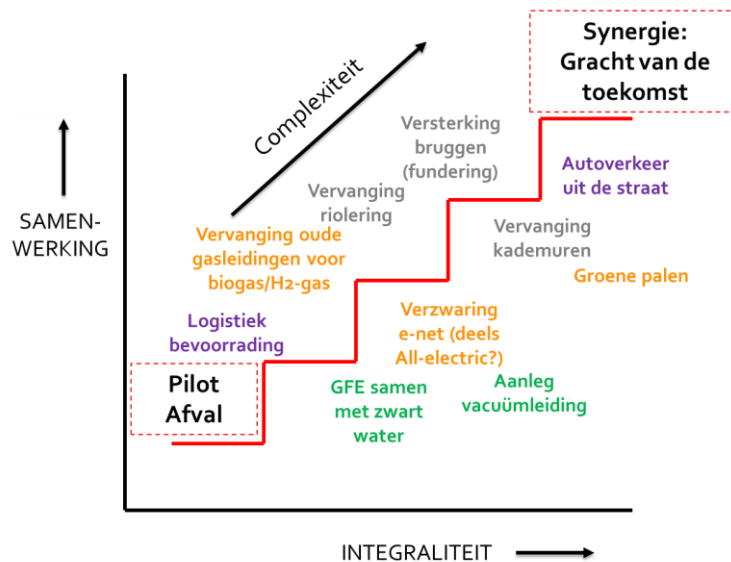 Synergie:
Gracht van de
toekomst
Complexiteit
Versterking
bruggen
(fundering)
Autoverkeer
uit de straat
Vervanging
riolering
SAMEN-
WERKING
Vervanging oude
gasleidingen voor
biogas/H2-gas
Vervanging
kademuren
Groene palen
Logistiek
bevoorrading
Verzwaring
e-net (deels
All-electric?)
Pilot
Afval
GFE samen
met zwart
water
Aanleg
vacuümleiding
INTEGRALITEIT